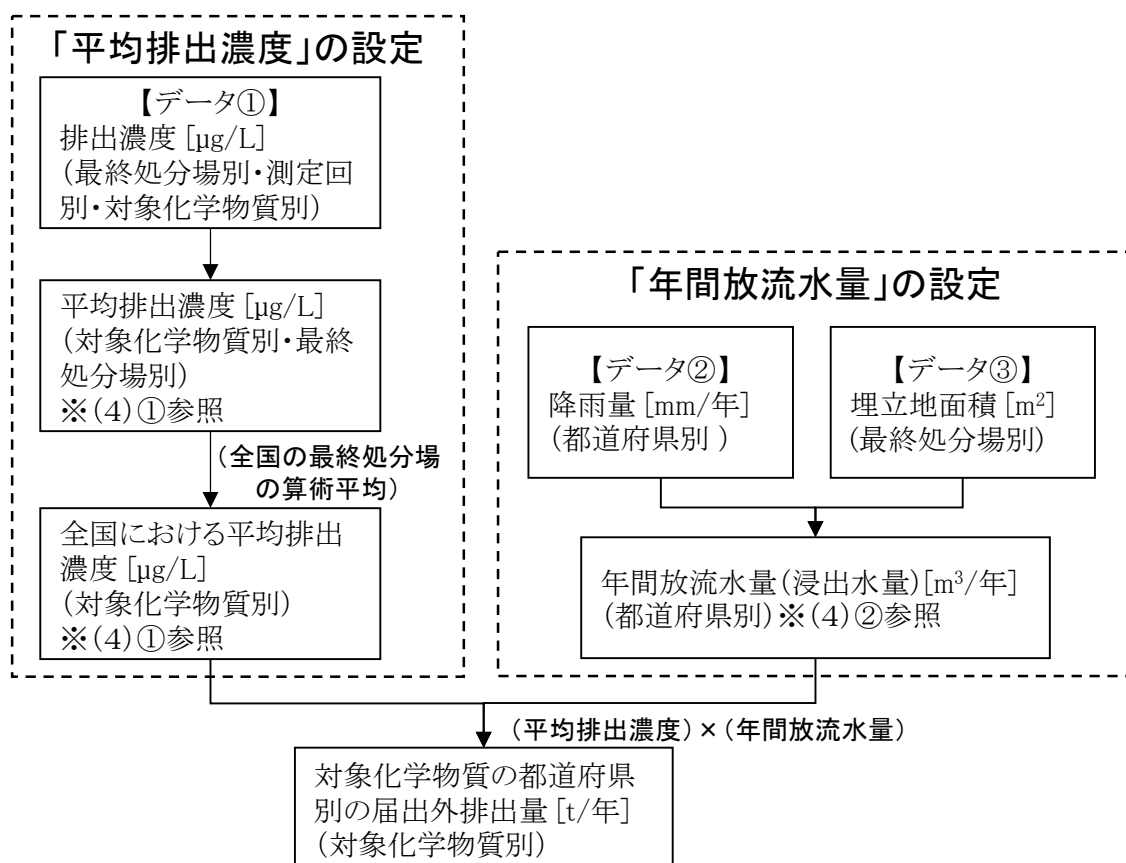 「平均排出濃度」の設定
【データ①】
排出濃度[µg/L]
(最終処分場別・測定回
別・対象化学物質別)
平均排出濃度[µg/L]
(対象化学物質別・最終
処分場別)
※(4)①参照
(全国の最終処分場
の算術平均)
全国における平均排出
濃度[µg/L]
(対象化学物質別)
※(4)①参照
「年間放流水量」の設定
【データ②】
降雨量[mm/年]
(都道府県別 )
【データ③】
埋立地面積[m²]
(最終処分場別)
年間放流水量(浸出水量)[m³/年]
(都道府県別)※(4)②参照
(平均排出濃度)×(年間放流水量)
対象化学物質の都道府県
別の届出外排出量[t/年]
(対象化学物質別)